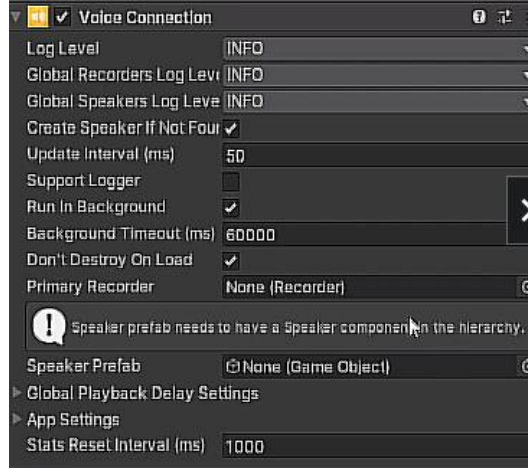 Voice Connection
Log Level INFO
Global Recorders Log Leve INFO
Global Speakers Log Leve INFO
Create Speaker If Not Four
Update Interval (ms) 50
Support Logger
Run In Background
Background Timeout (ms) 60000
Don't Destroy On Load
Primary Recorder None (Recorder)
Speaker prefab needs to have a Speaker component in the hierarchy.
Speaker Prefab None (Game Object)
Global Playback Delay Settings
App Settings
Stats Reset Interval (ms) 1000